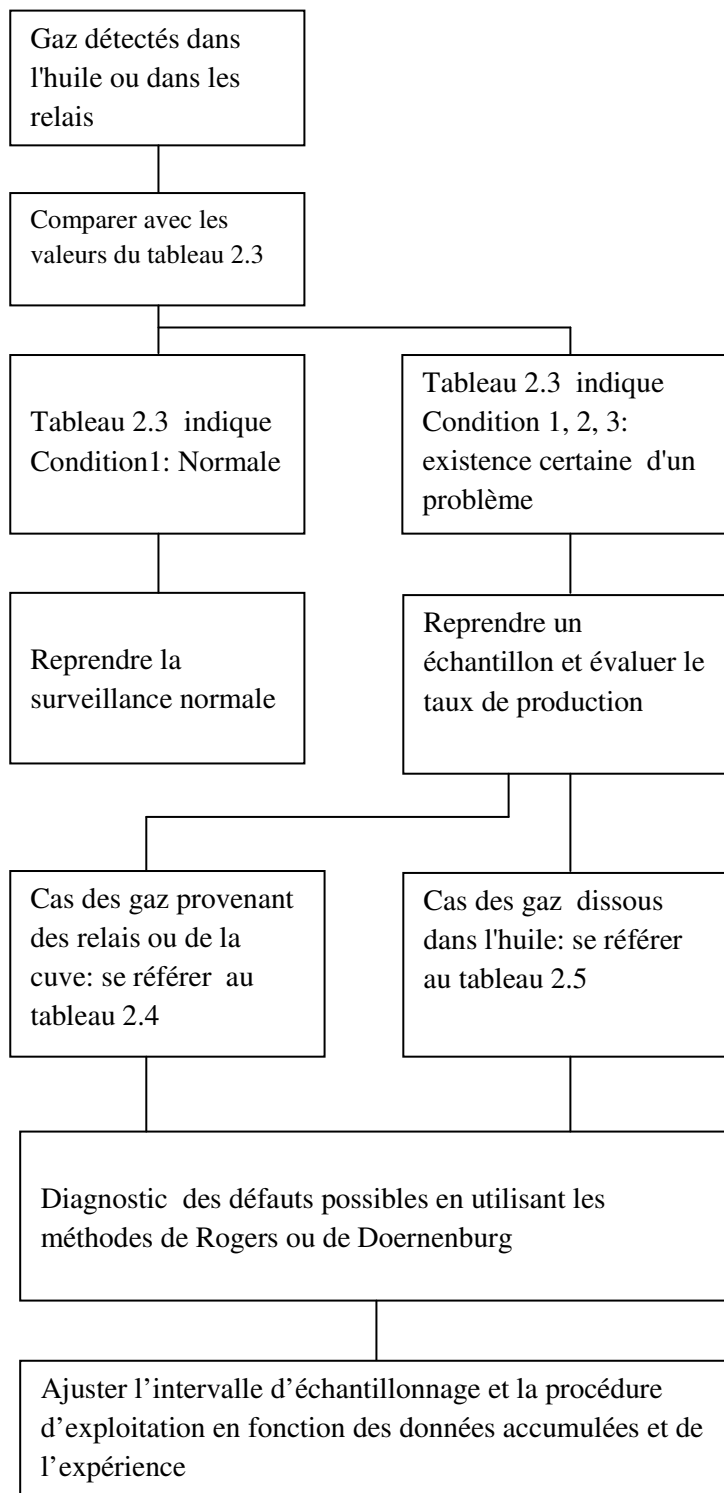 Gaz détectés dans
l'huile ou dans les
relais
Comparer avec les
valeurs du tableau 2.3
Tableau 2.3 indique
Condition1: Normale
Tableau 2.3 indique
Condition 1, 2, 3:
existence certaine d'un
problème
Reprendre la
surveillance normale
Reprendre un
échantillon et évaluer le
taux de production
Cas des gaz provenant
des relais ou de la
cuve: se référer au
tableau 2.4
Cas des gaz dissous
dans l'huile: se référer
au tableau 2.5
Diagnostic des défauts possibles en utilisant les
méthodes de Rogers ou de Doernenburg
Ajuster l’intervalle d’échantillonnage et la procédure
d’exploitation en fonction des données accumulées et de
l’expérience